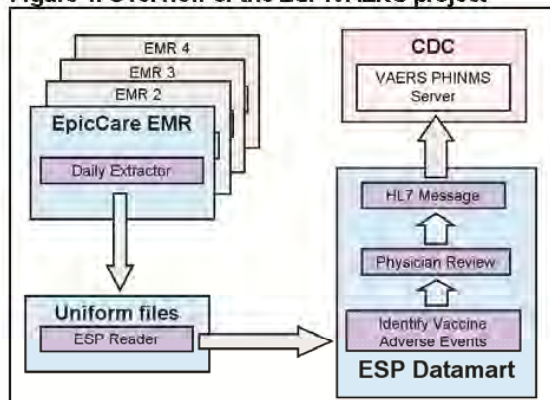 EMR 4
EMR 3
EMR 2
EpicCare EMR
Daily Extractor
Uniform files
ESP Reader
CDC
VAERS PHINMS
Server
HL7 Message
Physician Review
Identify Vaccine
Adverse Events
ESP Datamart